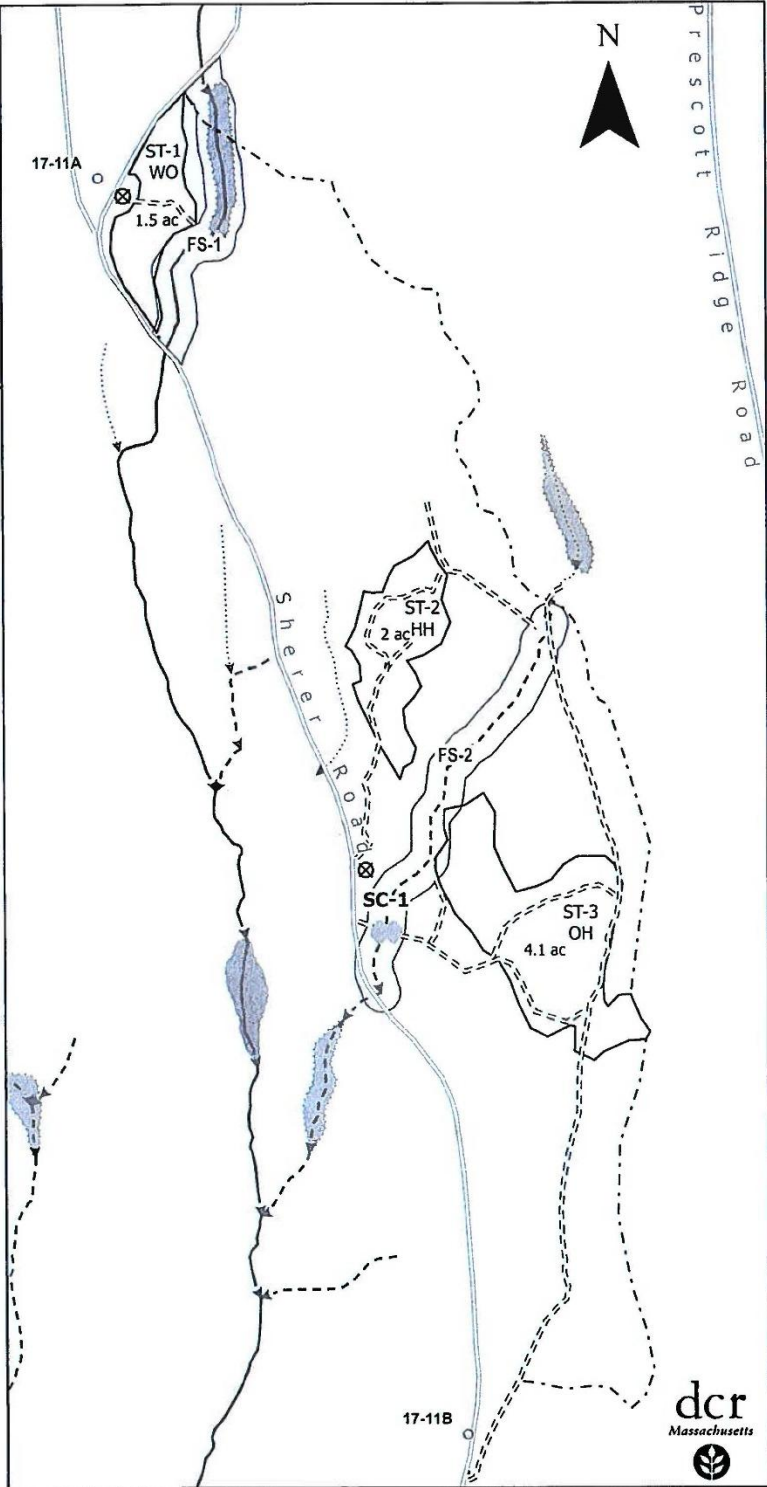 Prescott Ridge Road
N
17-11A
ST-1
WO
1.5 ac
FS-1
Sherer Road
ST-2
2 ac HH
FS-2
SC-1
ST-3
OH
4.1 ac
17-11B
dcr
Massachusetts